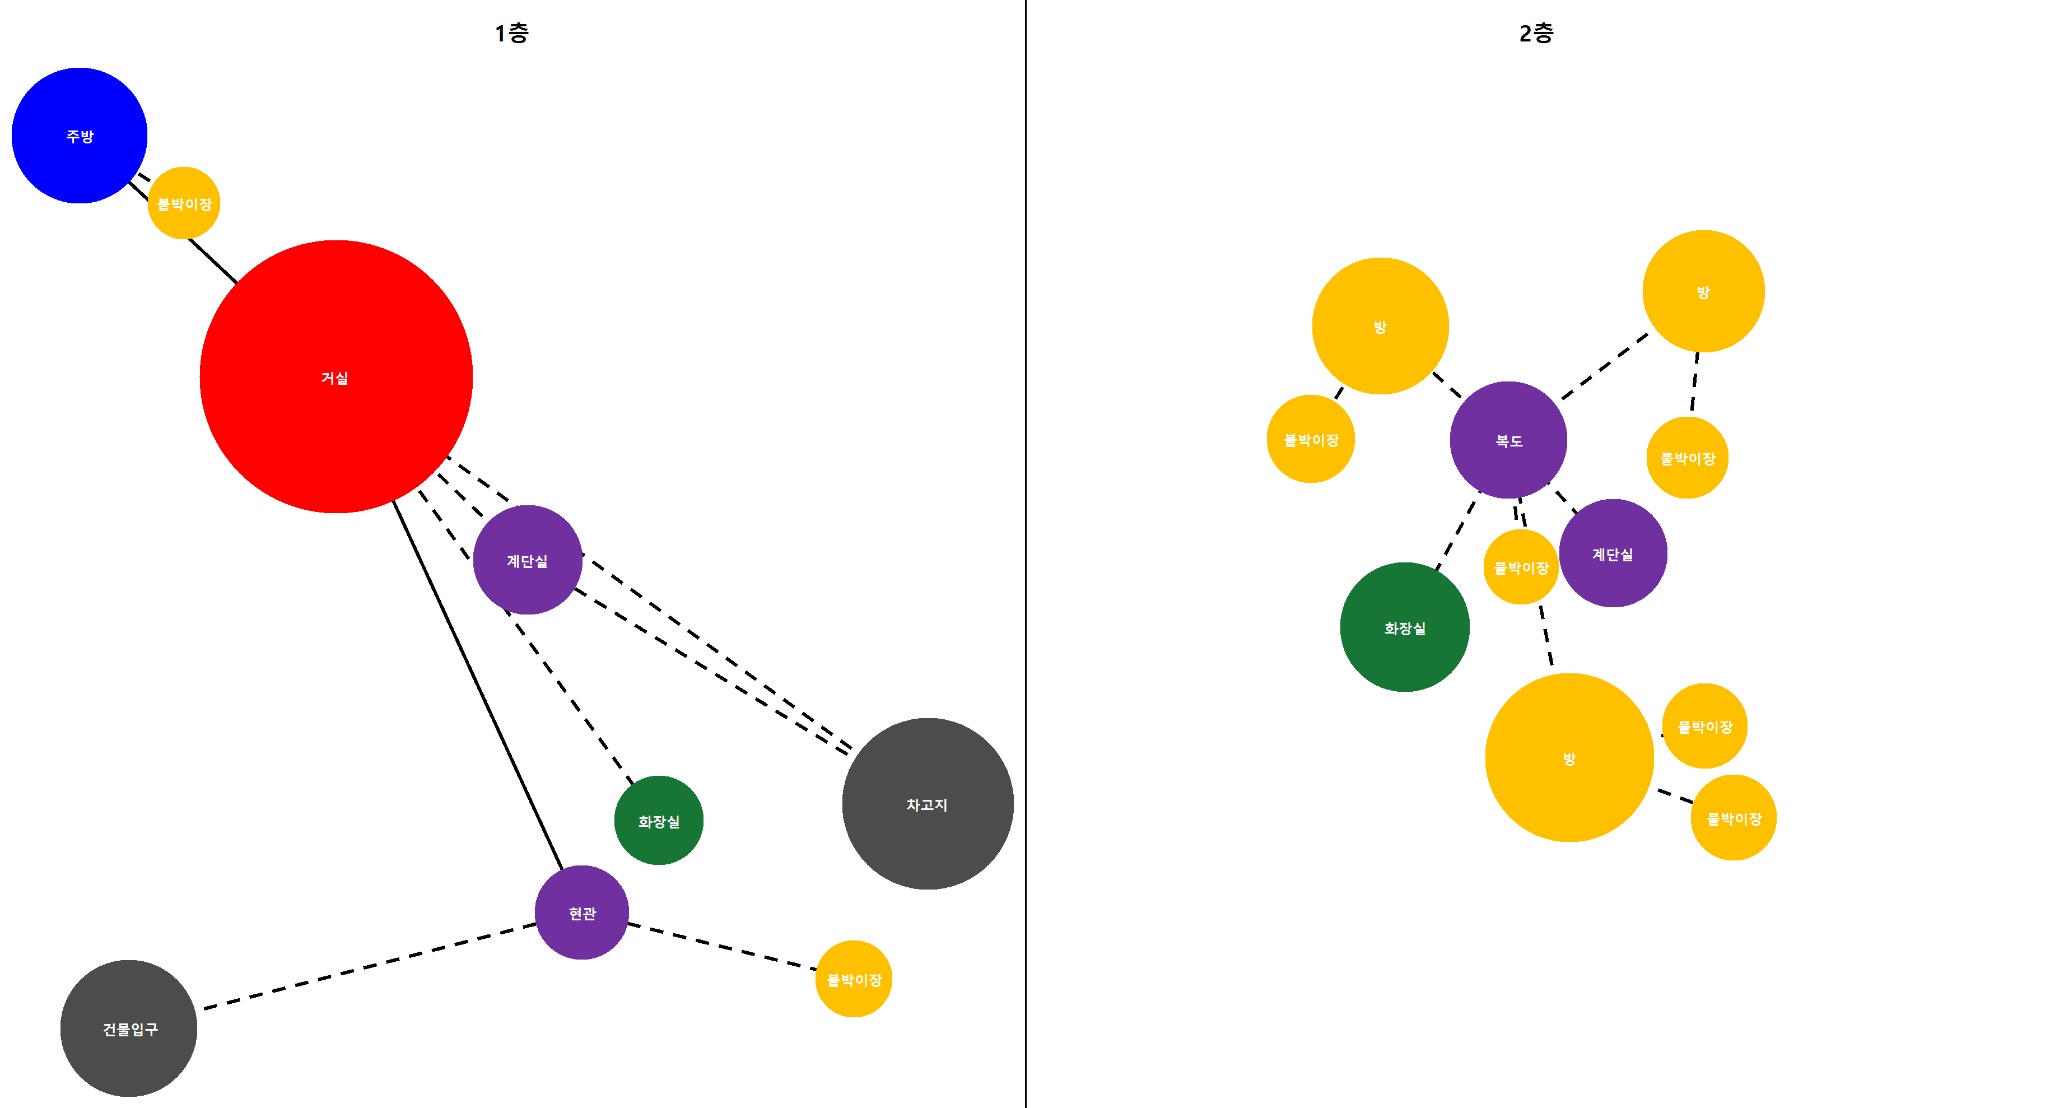 1층
주방
붙박이장
거실
계단실
차고지
화장실
현관
붙박이장
건물입구
2층
방
방
붙박이장
복도
붙박이장
계단실
붙박이장
화장실
방
붙박이장
붙박이장